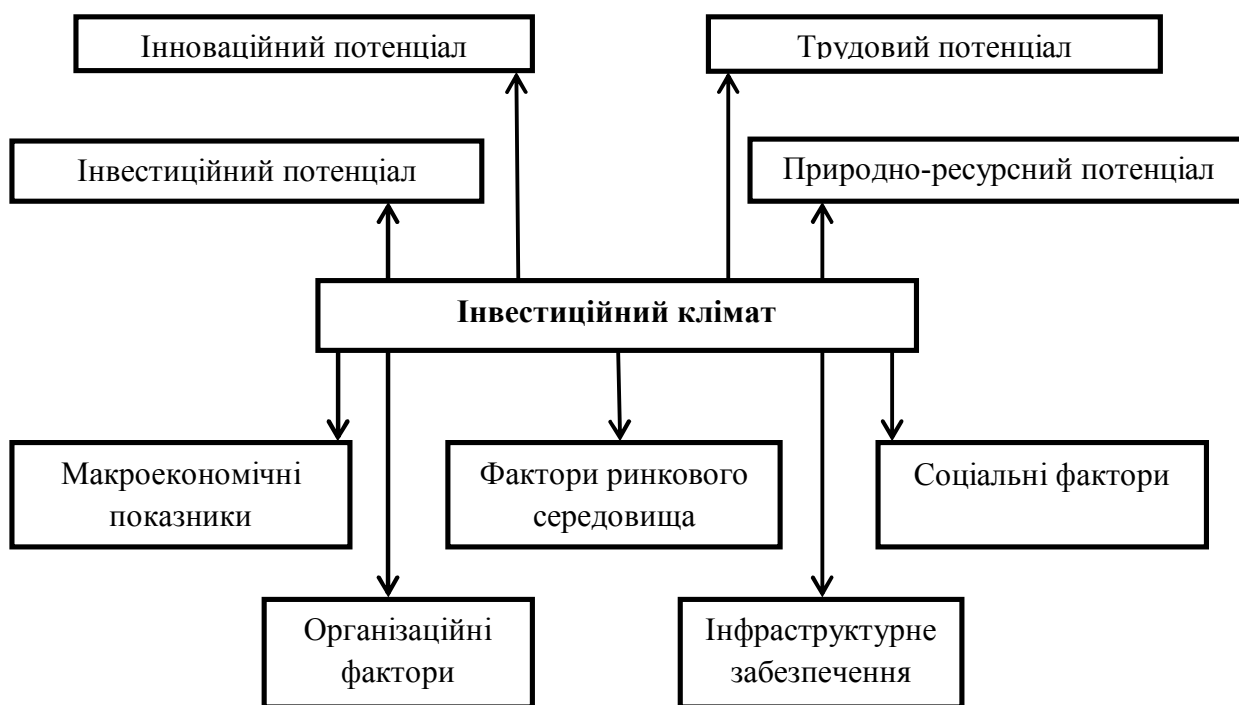 Інноваційний потенціал
Трудовий потенціал
Інвестиційний потенціал
Природно-ресурсний потенціал
Інвестиційний клімат
Макроекономічні
показники
Фактори ринкового
середовища
Соціальні фактори
Організаційні
фактори
Інфраструктурне
забезпечення